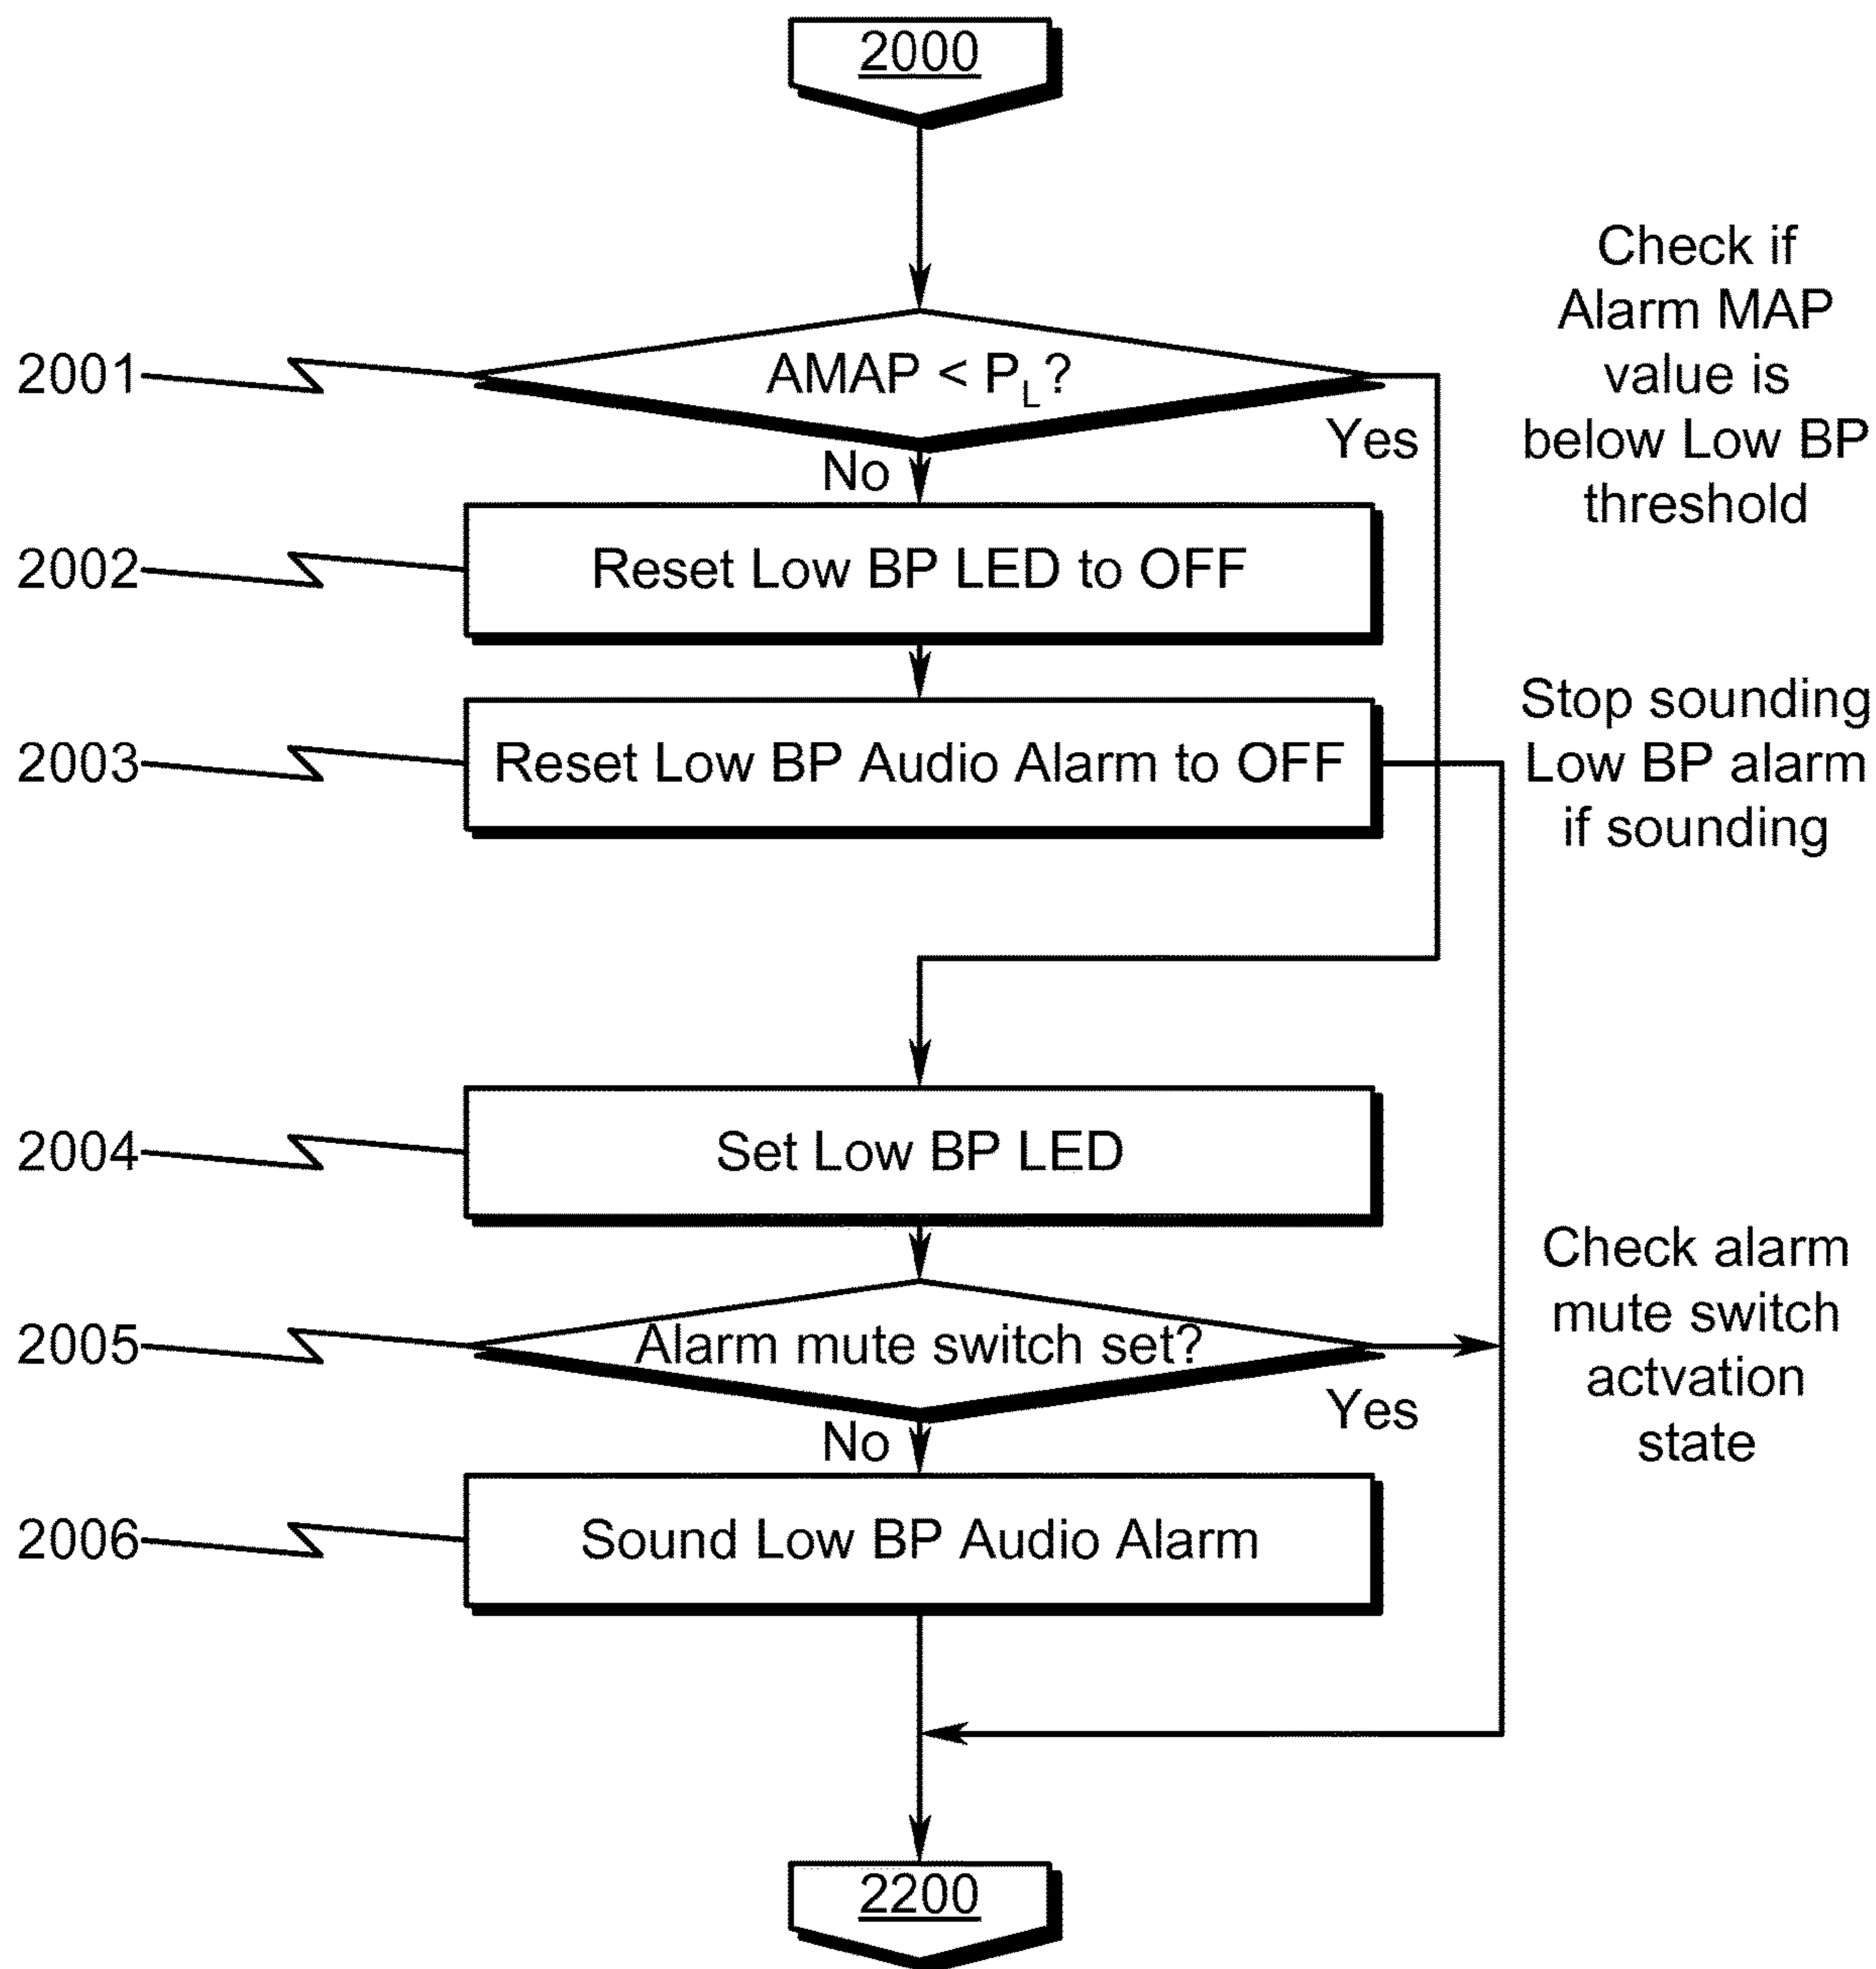 2000
Check if
Alarm MAP
value is
below Low BP
threshold
2001
AMAP < PL?
Yes
No
2002
Reset Low BP LED to OFF
2003
Reset Low BP Audio Alarm to OFF
Stop sounding
Low BP alarm
if sounding
2004
Set Low BP LED
2005
Alarm mute switch set?
Yes
No
Check alarm
mute switch
actvation
state
2006
Sound Low BP Audio Alarm
2200